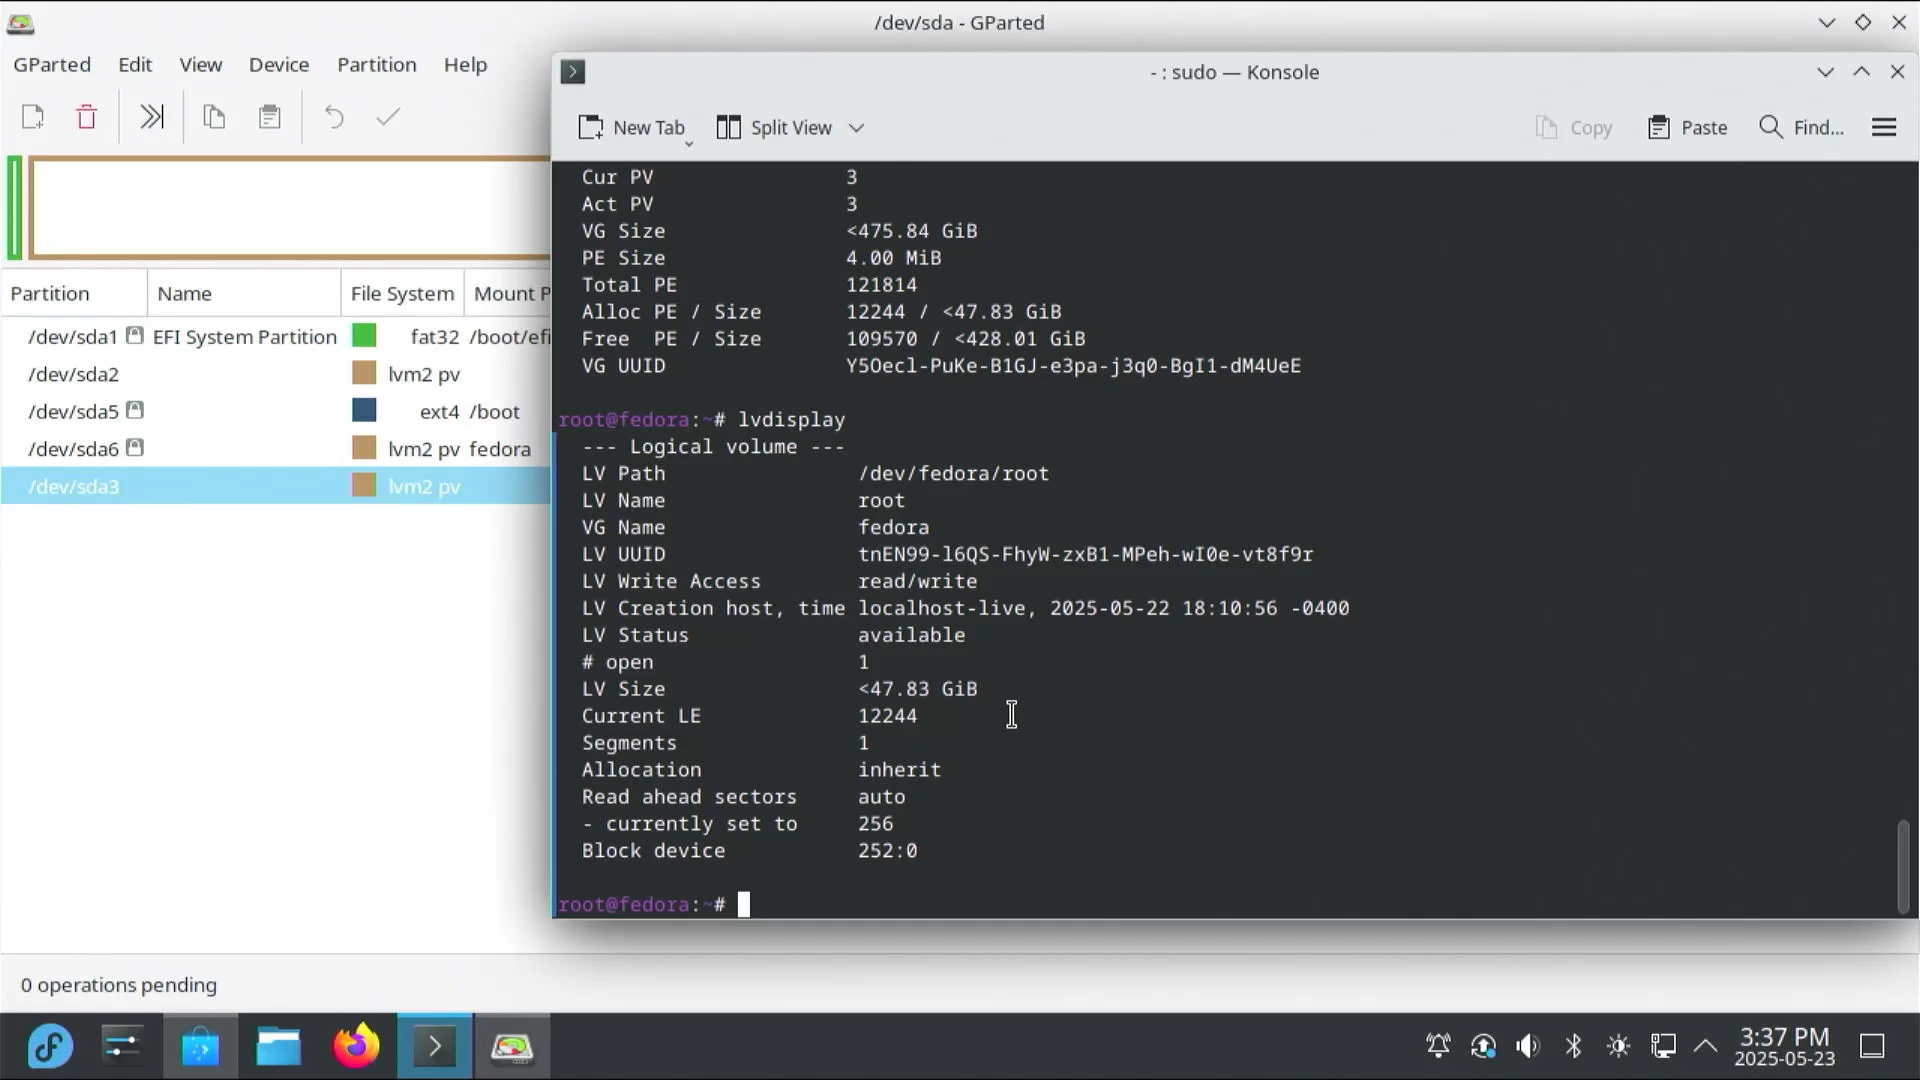 /dev/sda - GParted
GParted Edit View Device Partition Help
Partition Name File System Mount P
/dev/sda1 EFI System Partition fat32 /boot/efi
/dev/sda2 lvm2 pv
/dev/sda5 ext4 /boot
/dev/sda6 lvm2 pv fedora
/dev/sda3 lvm2 pv
0 operations pending
- : sudo — Konsole
New Tab Split View Copy Paste Find...
Cur PV 3
Act PV 3
VG Size <475.84 GiB
PE Size 4.00 MiB
Total PE 121814
Alloc PE / Size 12244 / <47.83 GiB
Free PE / Size 109570 / <428.01 GiB
VG UUID Y5Oecl-PuKe-B1GJ-e3pa-j3q0-BgI1-dM4UeE
root@fedora:~# lvdisplay
--- Logical volume ---
LV Path /dev/fedora/root
LV Name root
VG Name fedora
LV UUID tnEN99-l6QS-FhyW-zxB1-MPeh-wI0e-vt8f9r
LV Write Access read/write
LV Creation host, time localhost-live, 2025-05-22 18:10:56 -0400
LV Status available
# open 1
LV Size <47.83 GiB
Current LE 12244
Segments 1
Allocation inherit
Read ahead sectors auto
- currently set to 256
Block device 252:0
root@fedora:~#
3:37 PM
2025-05-23